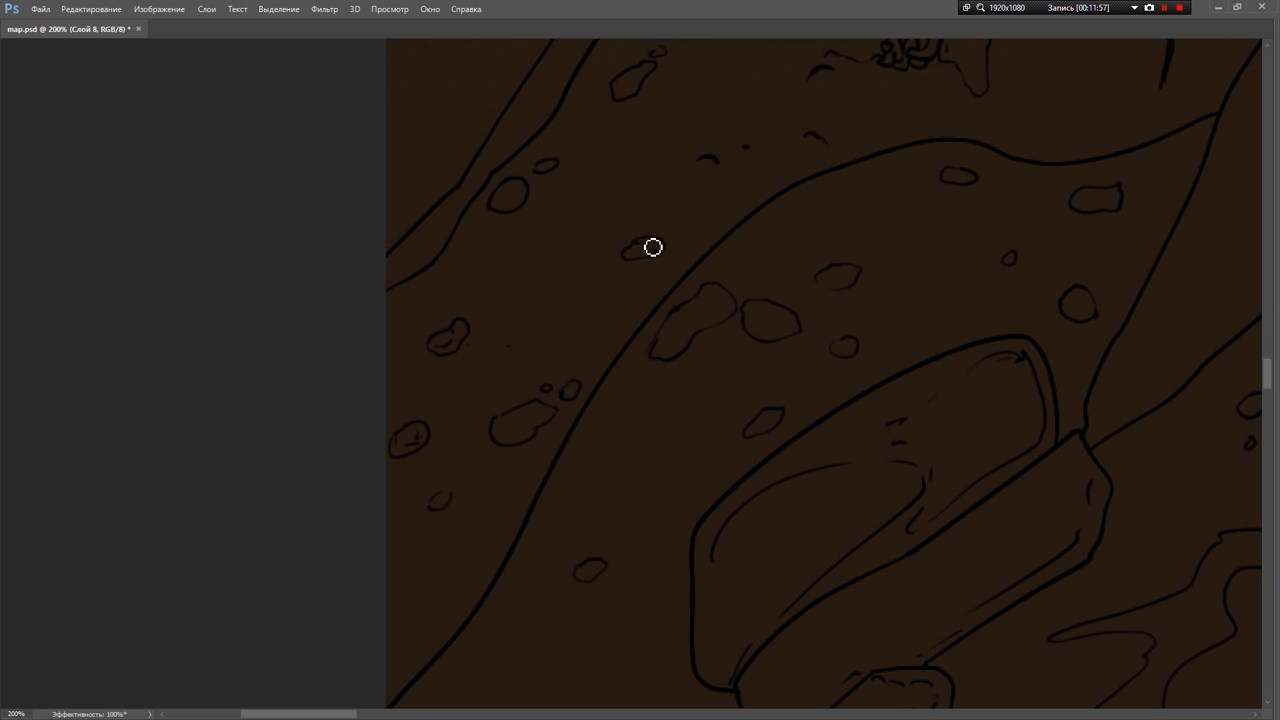 Ps Файл Редактирование Изображение Слои Текст Выделение Фильтр 3D Просмотр Окно Справка 1920x1080 Запись [00:11:57]
map.psd @ 200% (Слой 8, RGB/8) * ×
200% Эффективность: 100%*